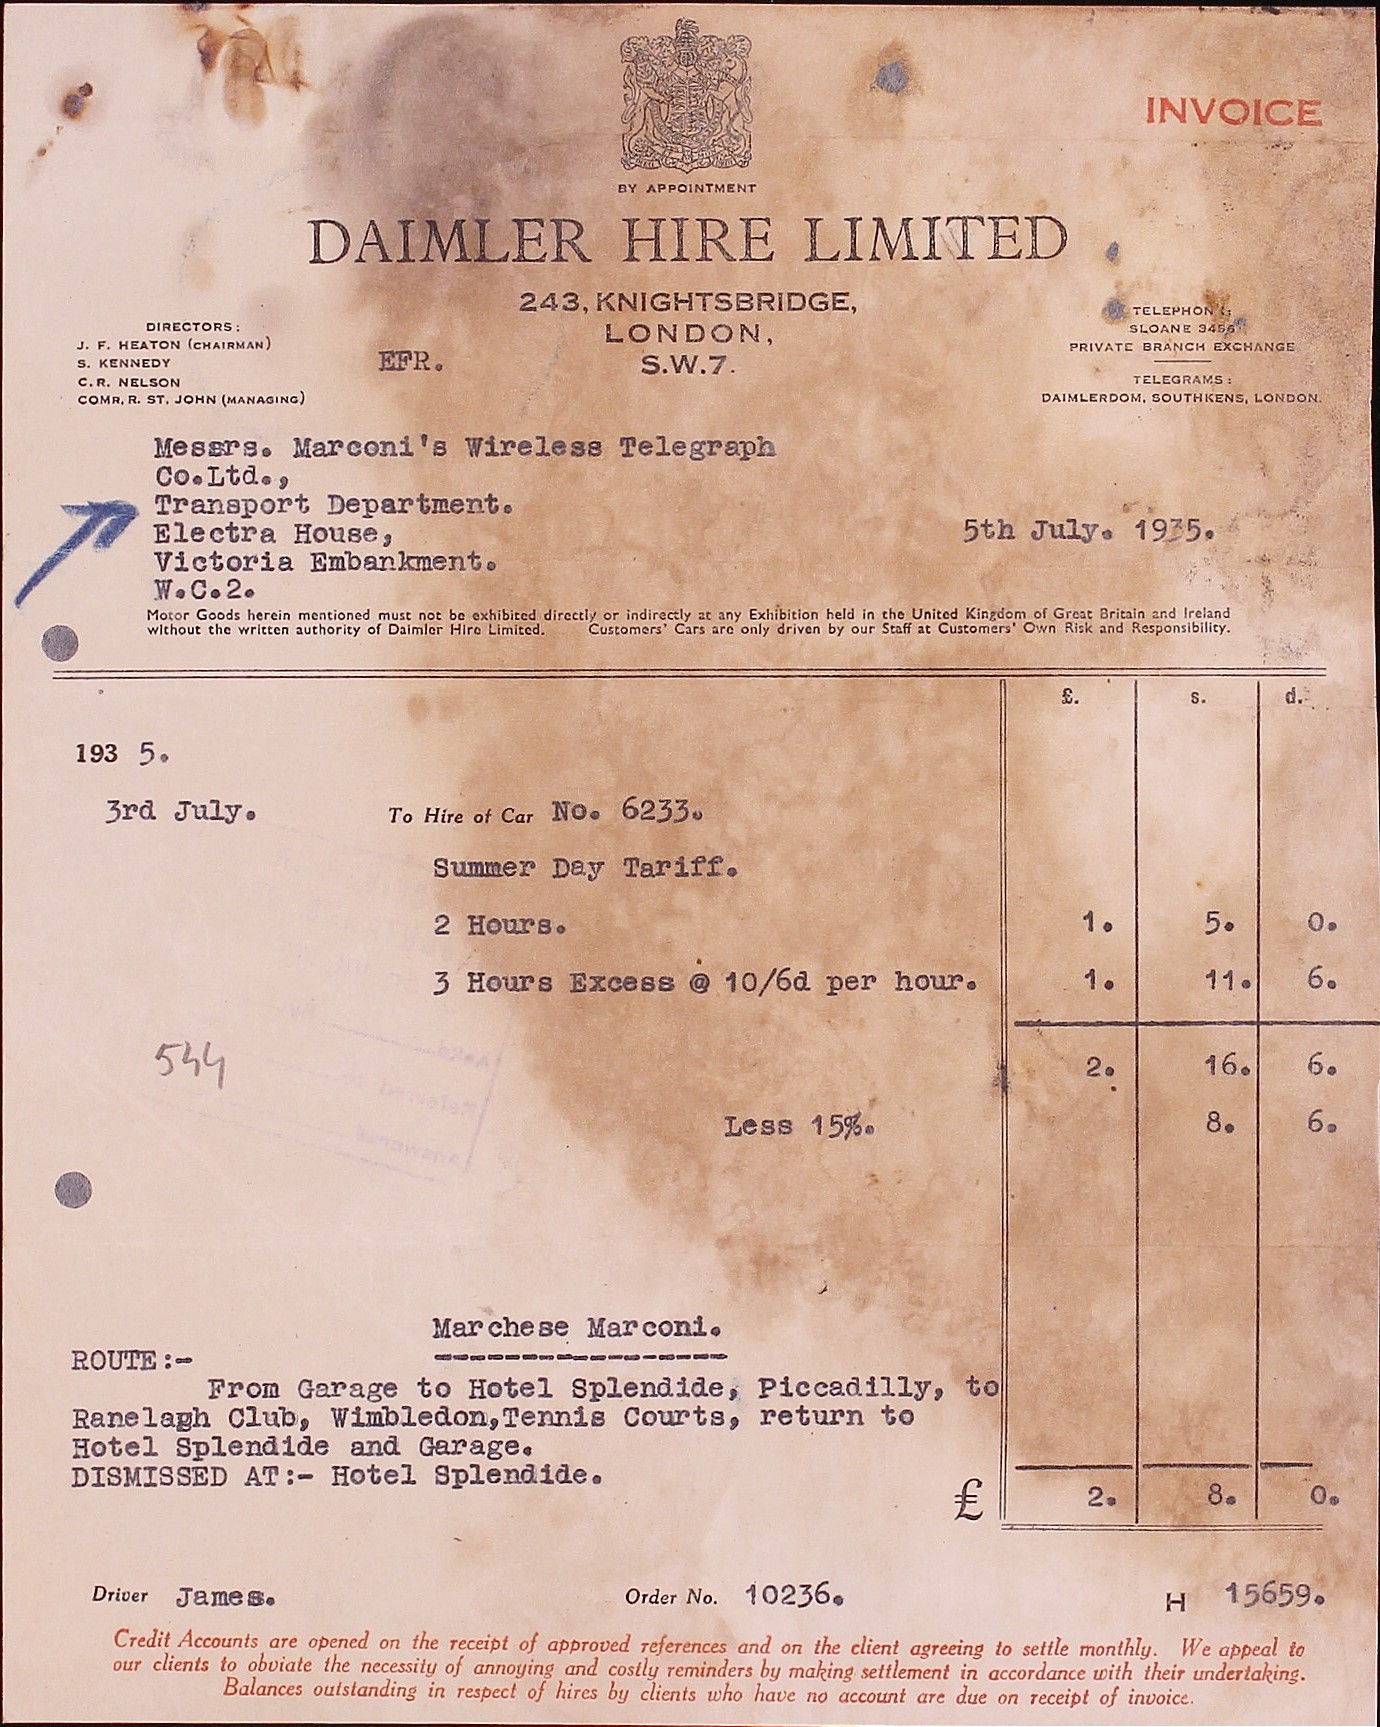 INVOICE
BY APPOINTMENT
DAIMLER HIRE LIMITED
243, KNIGHTSBRIDGE,
LONDON,
S.W.7.
DIRECTORS:
J. F. HEATON (CHAIRMAN)
S. KENNEDY
C.R. NELSON
COMR, R. ST. JOHN (MANAGING)
EFR.
TELEPHONE:
SLOANE 3456
PRIVATE BRANCH EXCHANGE
TELEGRAMS:
DAIMLERDOM, SOUTHKENS, LONDON.
Messrs. Marconi's Wireless Telegraph
Co.Ltd.,
Transport Department.
Electra House,
Victoria Embankment.
W.C.2.
5th July. 1935.
Motor Goods herein mentioned must not be exhibited directly or indirectly at any Exhibition held in the United Kingdom of Great Britain and Ireland
without the written authority of Daimler Hire Limited. Customers' Cars are only driven by our Staff at Customers' Own Risk and Responsibility.
£. s. d.
193 5.
3rd July. To Hire of Car No. 6233.
Summer Day Tariff.
2 Hours. 1. 5. 0.
3 Hours Excess @ 10/6d per hour. 1. 11. 6.
544
2. 16. 6.
Less 15%. 8. 6.
Marchese Marconi.
ROUTE:-
From Garage to Hotel Splendide, Piccadilly, to
Ranelagh Club, Wimbledon,Tennis Courts, return to
Hotel Splendide and Garage.
DISMISSED AT:- Hotel Splendide.
£ 2. 8. 0.
Driver James. Order No. 10236. H 15659.
Credit Accounts are opened on the receipt of approved references and on the client agreeing to settle monthly. We appeal to
our clients to obviate the necessity of annoying and costly reminders by making settlement in accordance with their undertaking.
Balances outstanding in respect of hires by clients who have no account are due on receipt of invoice.